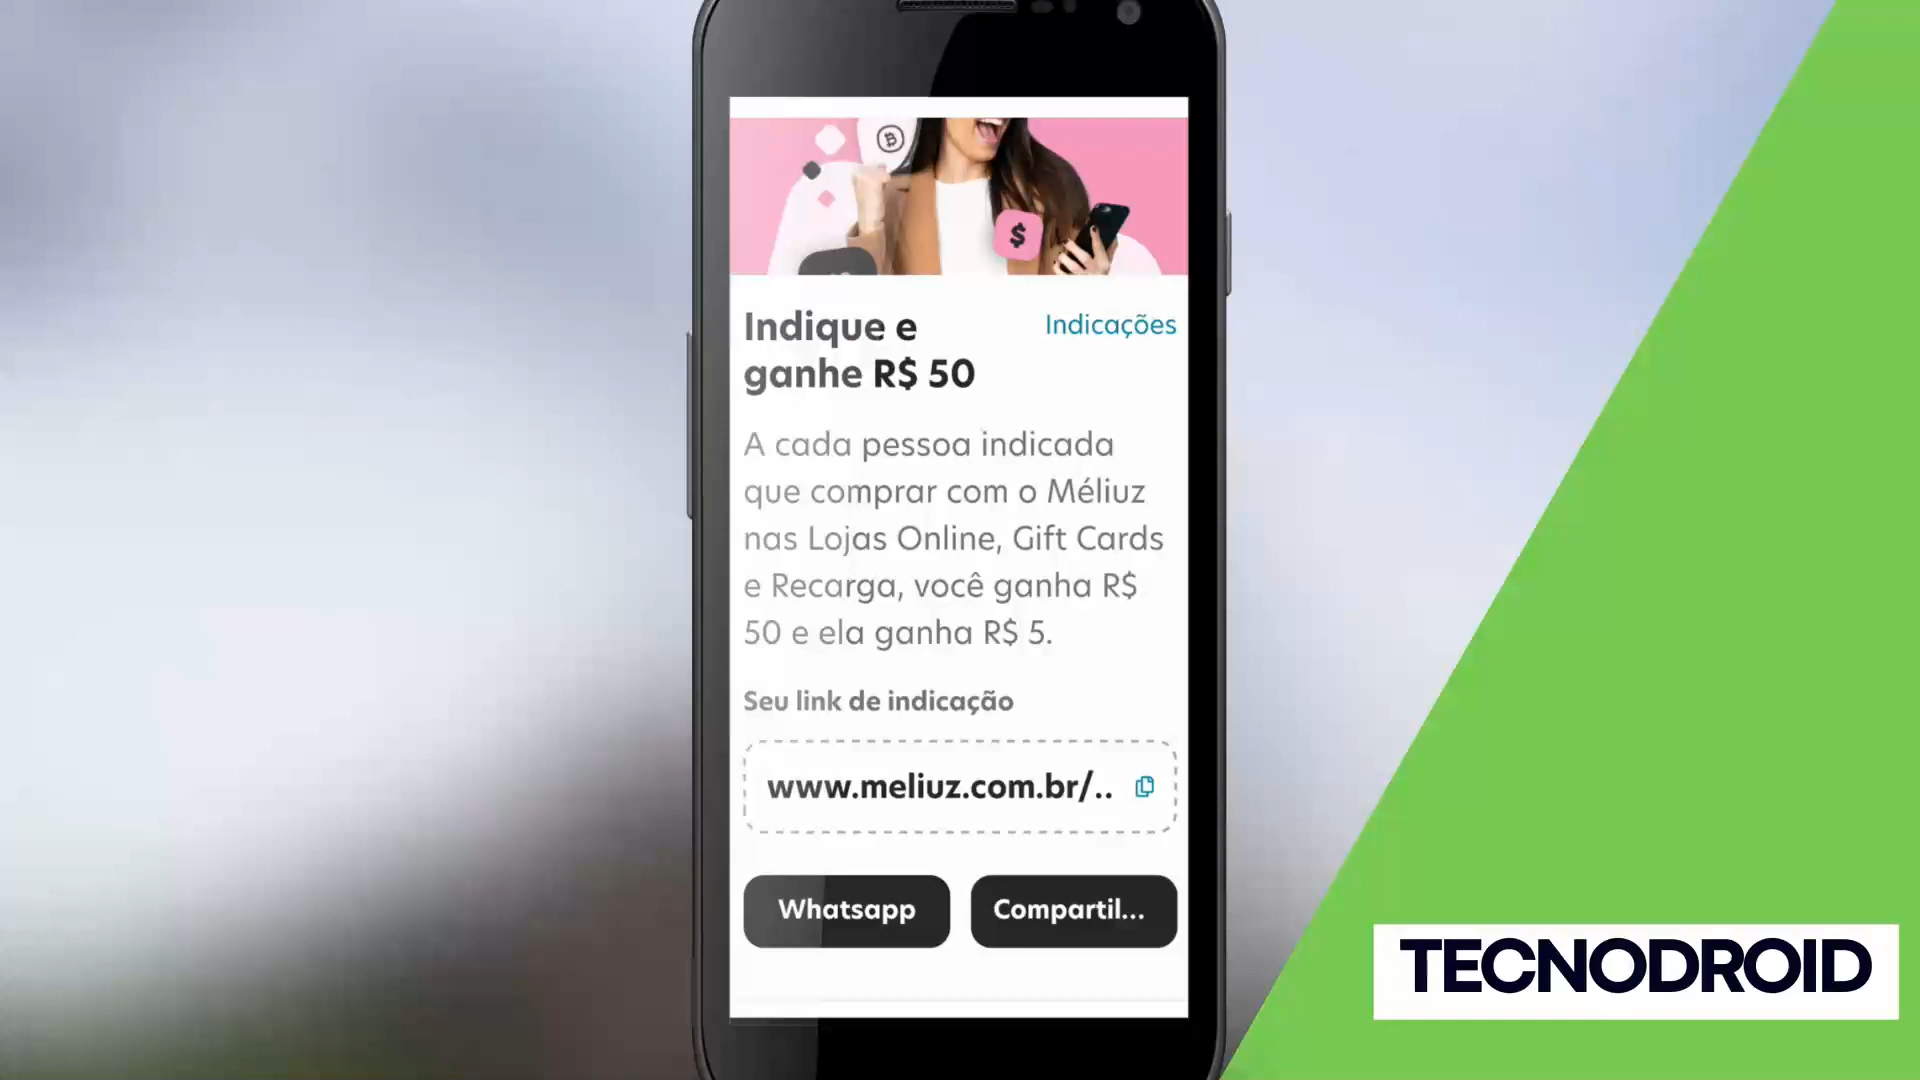 $
Indique e
ganhe R$ 50
Indicações
A cada pessoa indicada
que comprar com o Méliuz
nas Lojas Online, Gift Cards
e Recarga, você ganha R$
50 e ela ganha R$ 5.
Seu link de indicação
www.meliuz.com.br/..
Whatsapp
Compartil...
TECNODROID